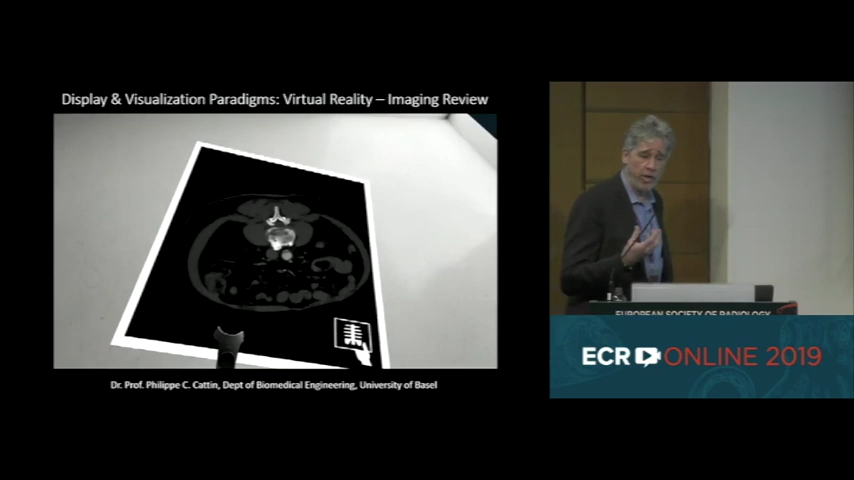 Display & Visualization Paradigms: Virtual Reality – Imaging Review
Dr. Prof. Philippe C. Cattin, Dept of Biomedical Engineering, University of Basel
EUROPEAN SOCIETY OF RADIOLOGY
ECR ONLINE 2019